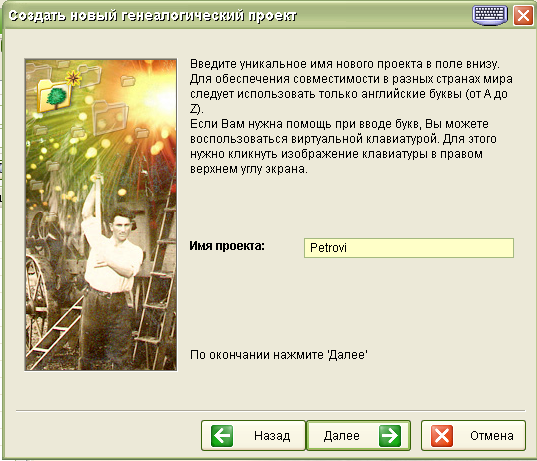 Создать новый генеалогический проект
Введите уникальное имя нового проекта в поле внизу.
Для обеспечения совместимости в разных странах мира
следует использовать только английские буквы (от A до
Z).
Если Вам нужна помощь при вводе букв, Вы можете
воспользоваться виртуальной клавиатурой. Для этого
нужно кликнуть изображение клавиатуры в правом
верхнем углу экрана.
Имя проекта:
Petrovi
По окончании нажмите 'Далее'
Назад
Далее
Отмена